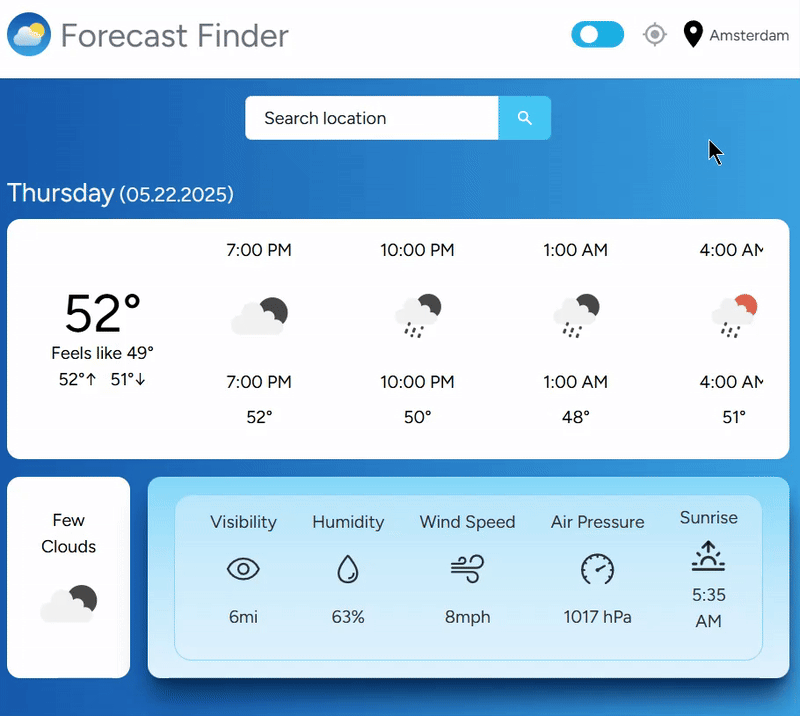 Forecast Finder
Amsterdam
Search location
Thursday (05.22.2025)
7:00 PM 10:00 PM 1:00 AM 4:00 AM
52°
Feels like 49°
52°↑ 51°↓
7:00 PM 10:00 PM 1:00 AM 4:00 AM
52° 50° 48° 51°
Few
Clouds
Visibility Humidity Wind Speed Air Pressure Sunrise
6mi 63% 8mph 1017 hPa 5:35
AM